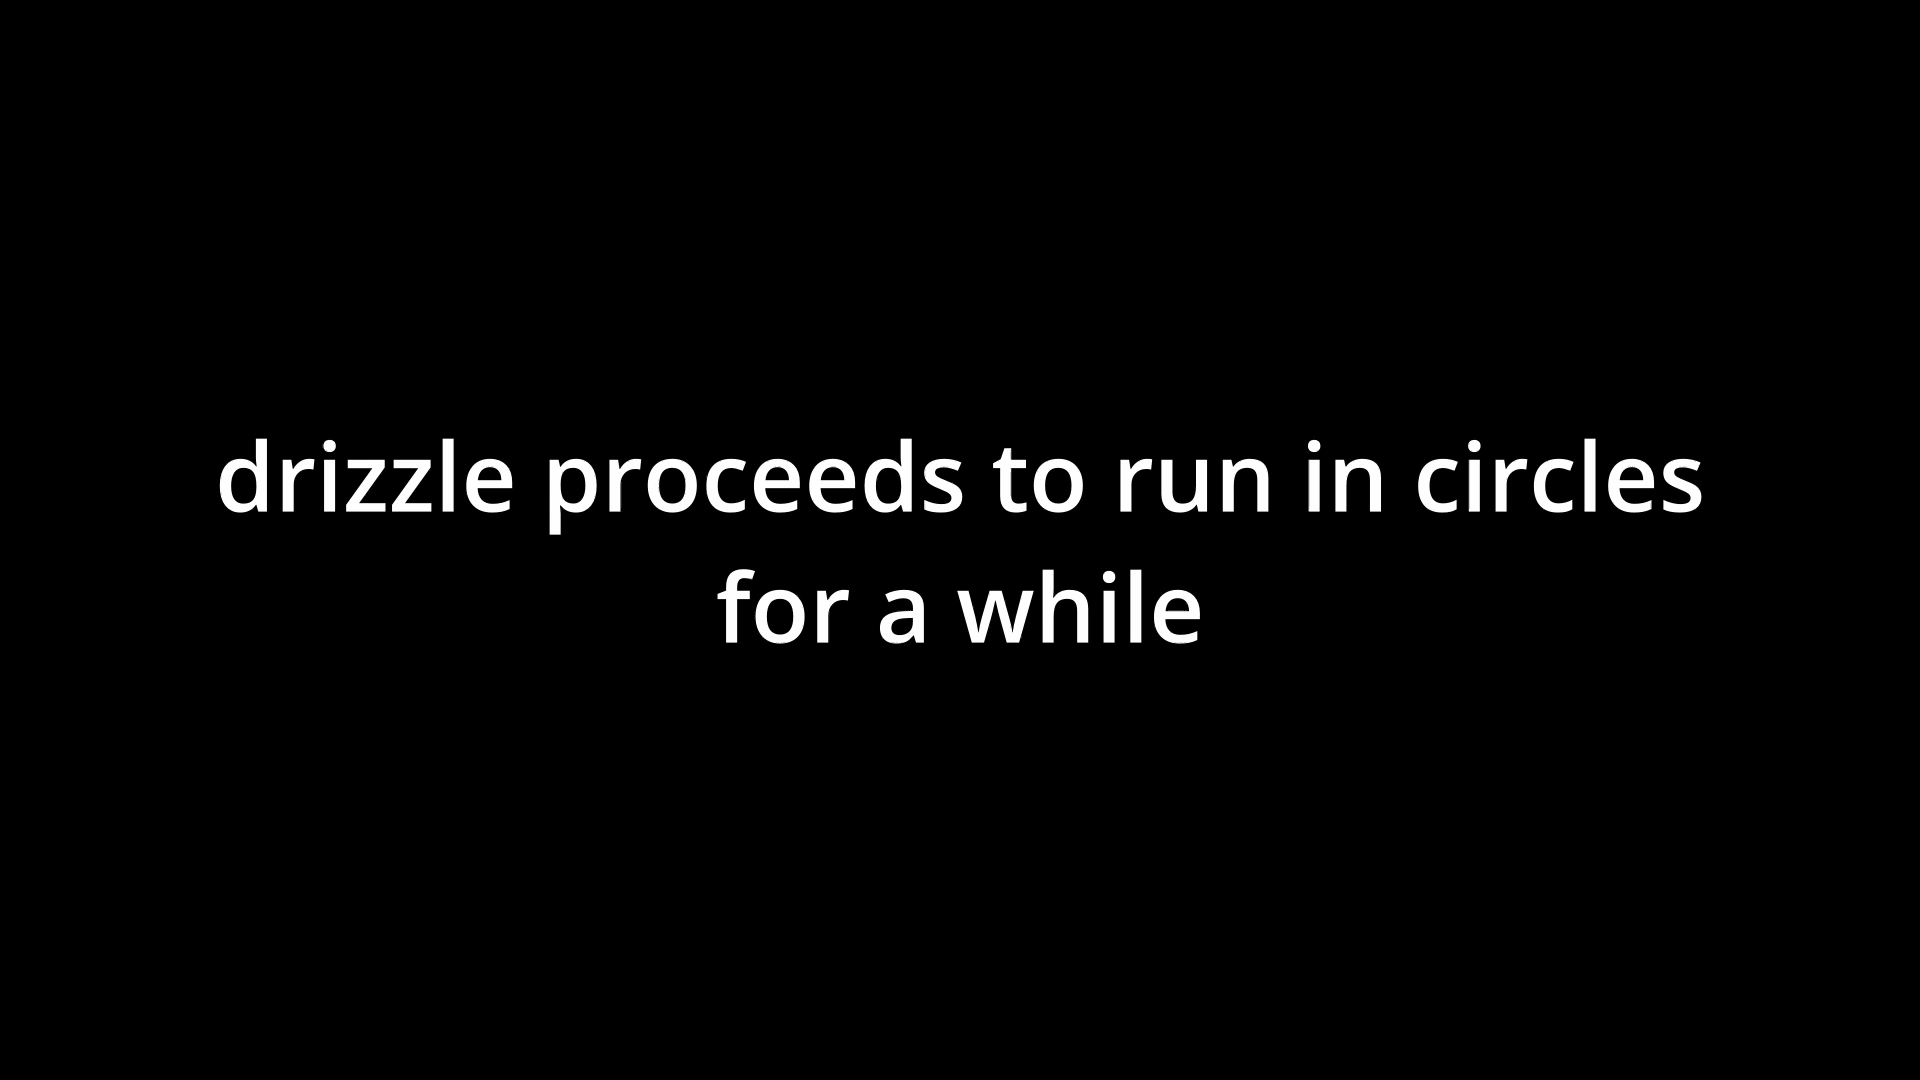 drizzle proceeds to run in circles
for a while